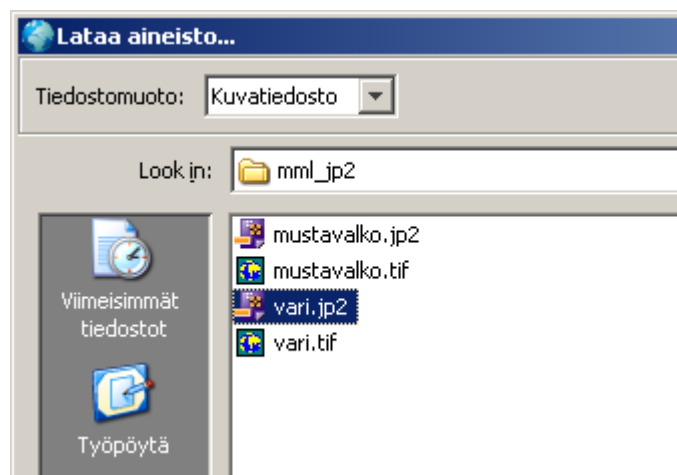 Lataa aineisto...
Tiedostomuoto: Kuvatiedosto
Look in: mml_jp2
mustavalko.jp2
mustavalko.tif
vari.jp2
vari.tif
Viimeisimmät
tiedostot
Työpöytä